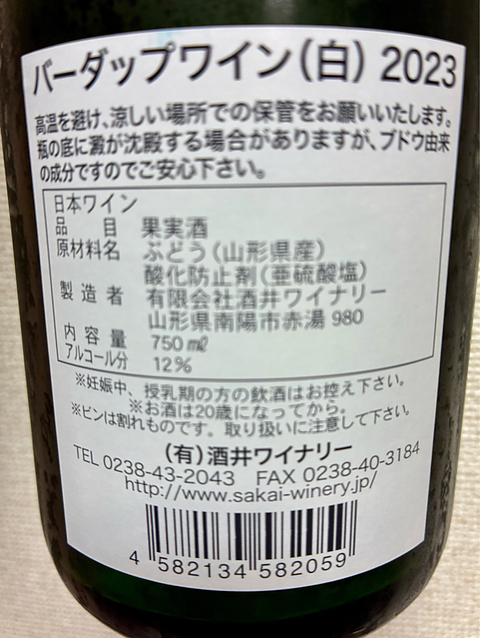 バーダップワイン(白) 2023
高温を避け、涼しい場所での保管をお願いいたします。
瓶の底に澱が沈殿する場合がありますが、ブドウ由来
の成分ですのでご安心下さい。
日本ワイン
品目 果実酒
原材料名 ぶどう(山形県産)
酸化防止剤(亜硫酸塩)
製造者 有限会社酒井ワイナリー
山形県南陽市赤湯 980
内容量 750㎖
アルコール分 12%
※妊娠中、授乳期の方の飲酒はお控え下さい。
※お酒は20歳になってから。
※ビンは割れものです。取り扱いに注意して下さい。
(有)酒井ワイナリー
TEL 0238-43-2043 FAX 0238-40-3184
http://www.sakai-winery.jp/
4 582134 582059